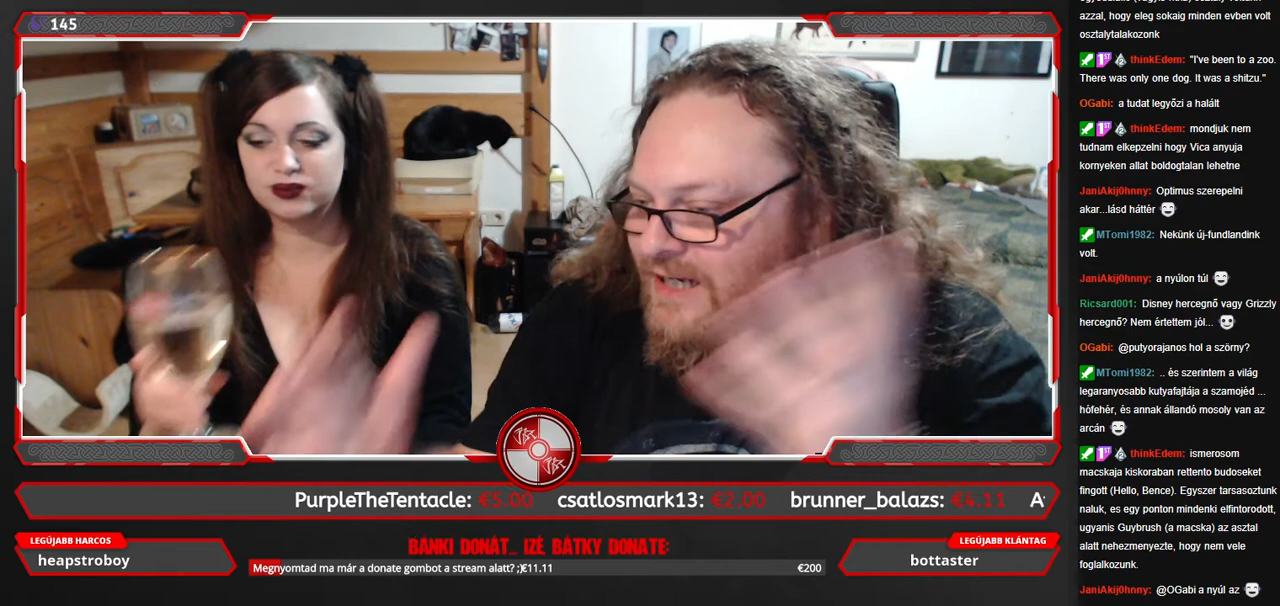 145
azzal, hogy eleg sokaig minden evben volt
osztalytalakozonk
thinkEdem: "I've been to a zoo.
There was only one dog. It was a shitzu."
OGabi: a tudat legyőzi a halált
thinkEdem: mondjuk nem
tudnam elkepzelni hogy Vica anyuja
kornyeken allat boldogtalan lehetne
JaniAkij0hnny: Optimus szerepelni
akar...lásd háttér
MTomi1982: Nekünk új-fundlandink
volt.
JaniAkij0hnny: a nyúlon túl
Ricsard001: Disney hercegnő vagy Grizzly
hercegnő? Nem értettem jól...
OGabi: @putyorajanos hol a szörny?
MTomi1982: .. és szerintem a világ
legaranyosabb kutyafajtája a szamojéd ...
hófehér, és annak állandó mosoly van az
arcán
thinkEdem: ismerosom
macskaja kiskoraban rettento budoseket
fingott (Hello, Bence). Egyszer tarsasoztunk
naluk, es egy ponton mindenki elfintorodott,
ugyanis Guybrush (a macska) az asztal
alatt nehezmenyezte, hogy nem vele
foglalkozunk.
JaniAkij0hnny: @OGabi a nyúl az
PurpleTheTentacle: €5.00 csatlosmark13: €2.00 brunner_balazs: €4.11 A
LEGÚJABB HARCOS
heapstroboy
BÁNKI DONÁT... IZÉ BÁTKY DONATE:
Megnyomtad ma már a donate gombot a stream alatt? ;)€11.11 €200
LEGÚJABB KLÁNTAG
bottaster